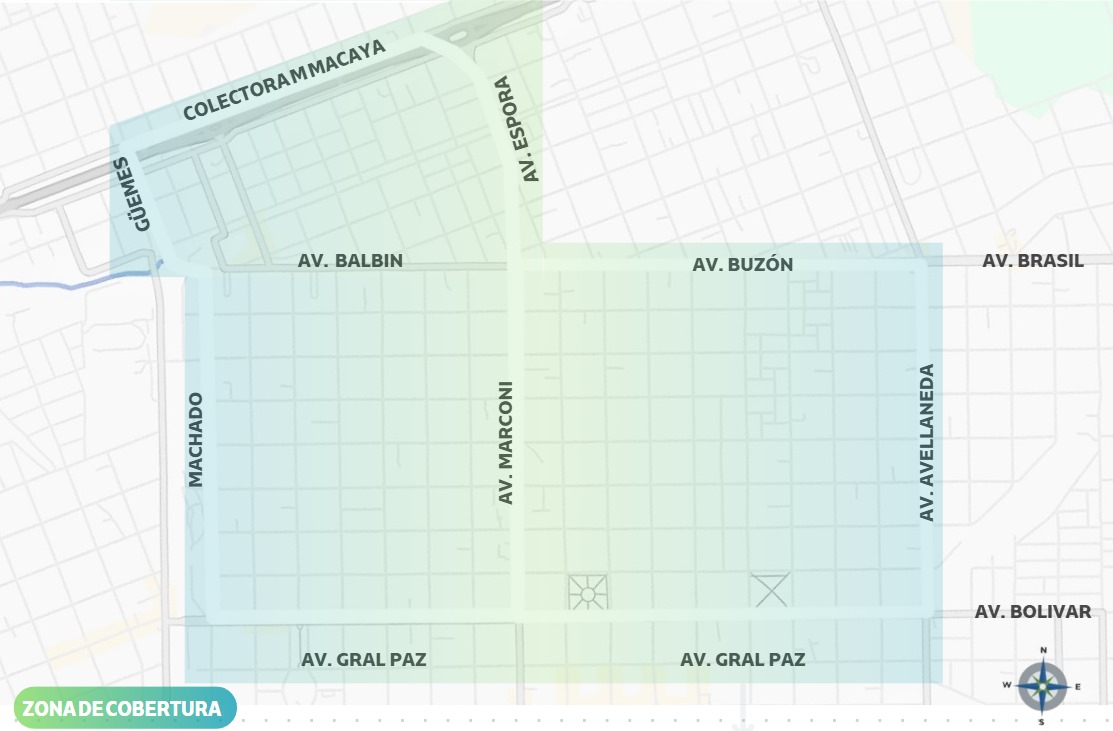 COLECTORA M MACAYA
AV. ESPORA
GÜEMES
AV. BALBIN
AV. BUZÓN
AV. BRASIL
MACHADO
AV. MARCONI
AV. AVELLANEDA
AV. BOLIVAR
AV. GRAL PAZ
AV. GRAL PAZ
N
W
E
S
ZONA DE COBERTURA